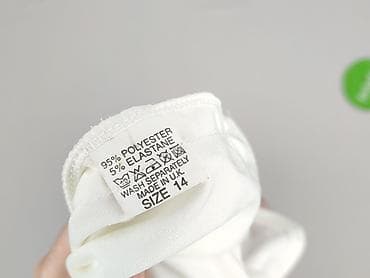 95% POLYESTER
5% ELASTANE
WASH SEPARATELY
MADE IN U.K.
SIZE 14